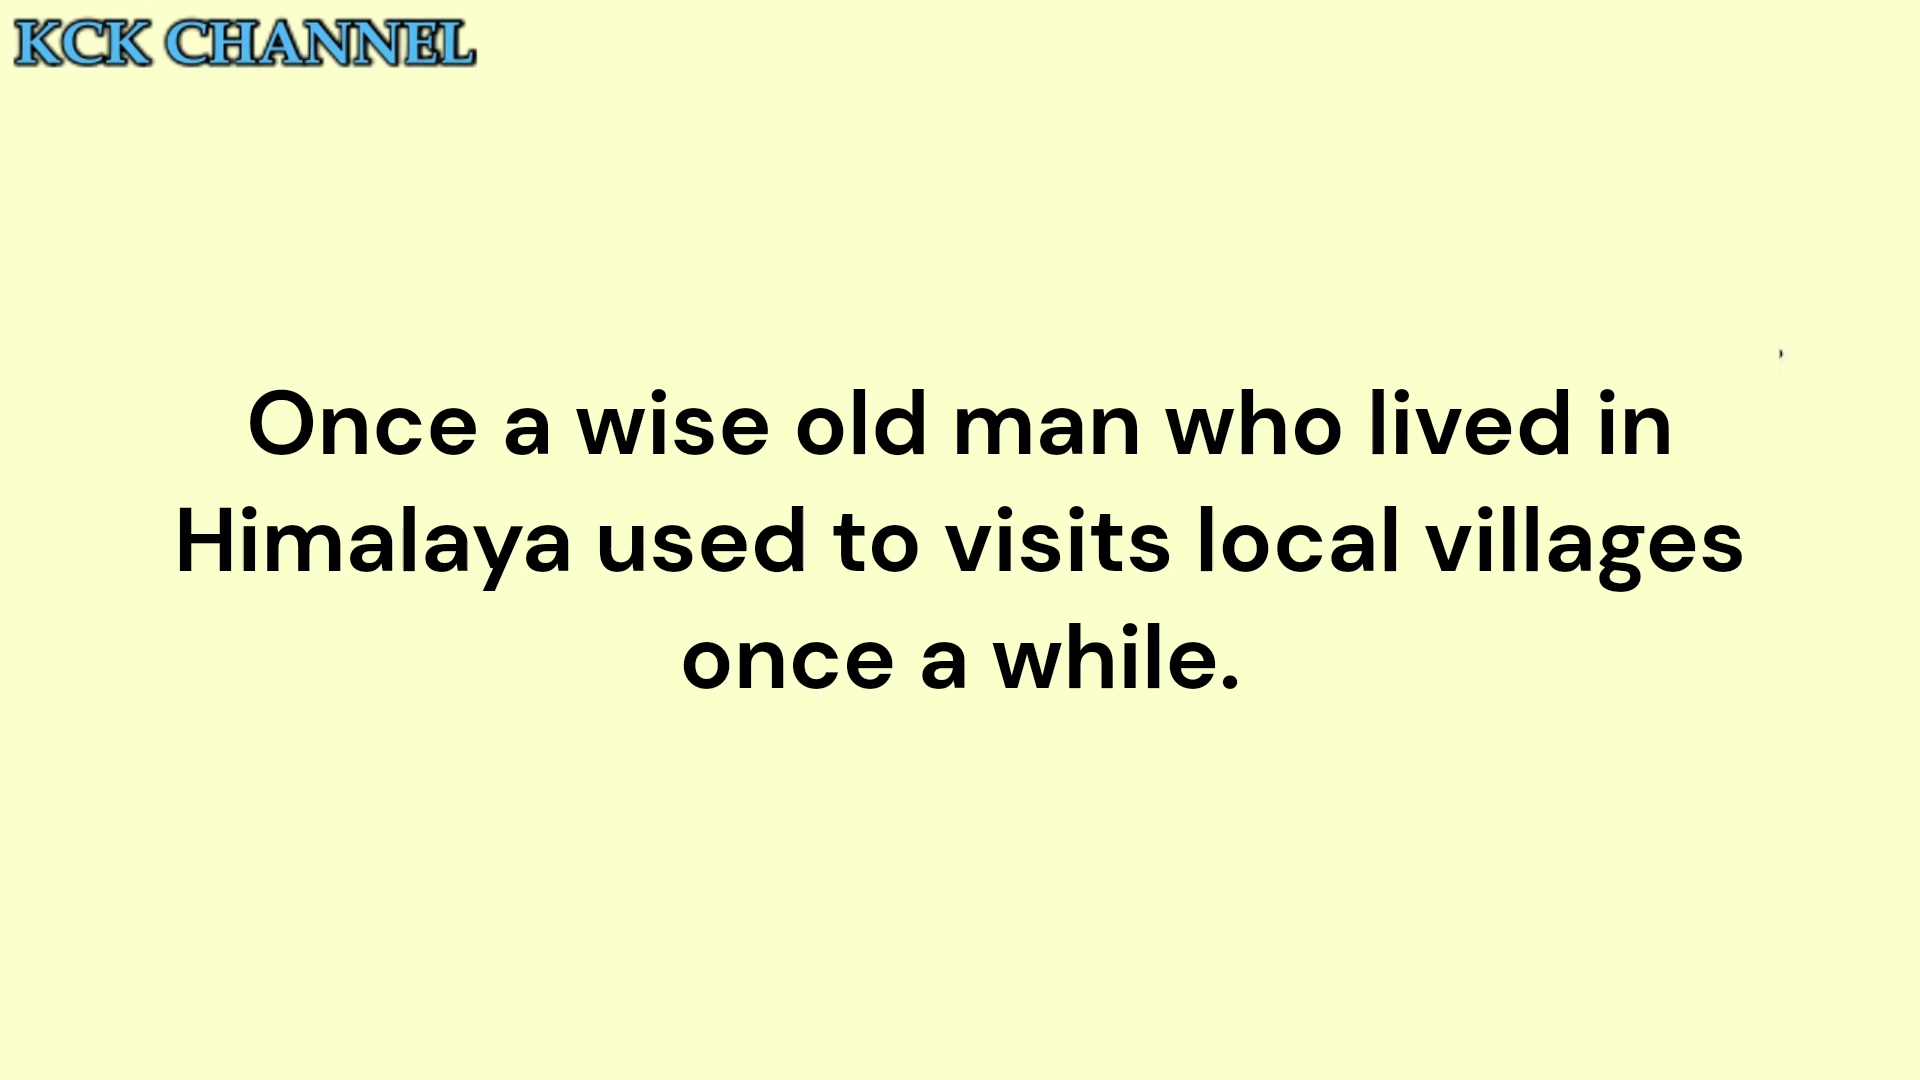 KCK CHANNEL
Once a wise old man who lived in
Himalaya used to visits local villages
once a while.